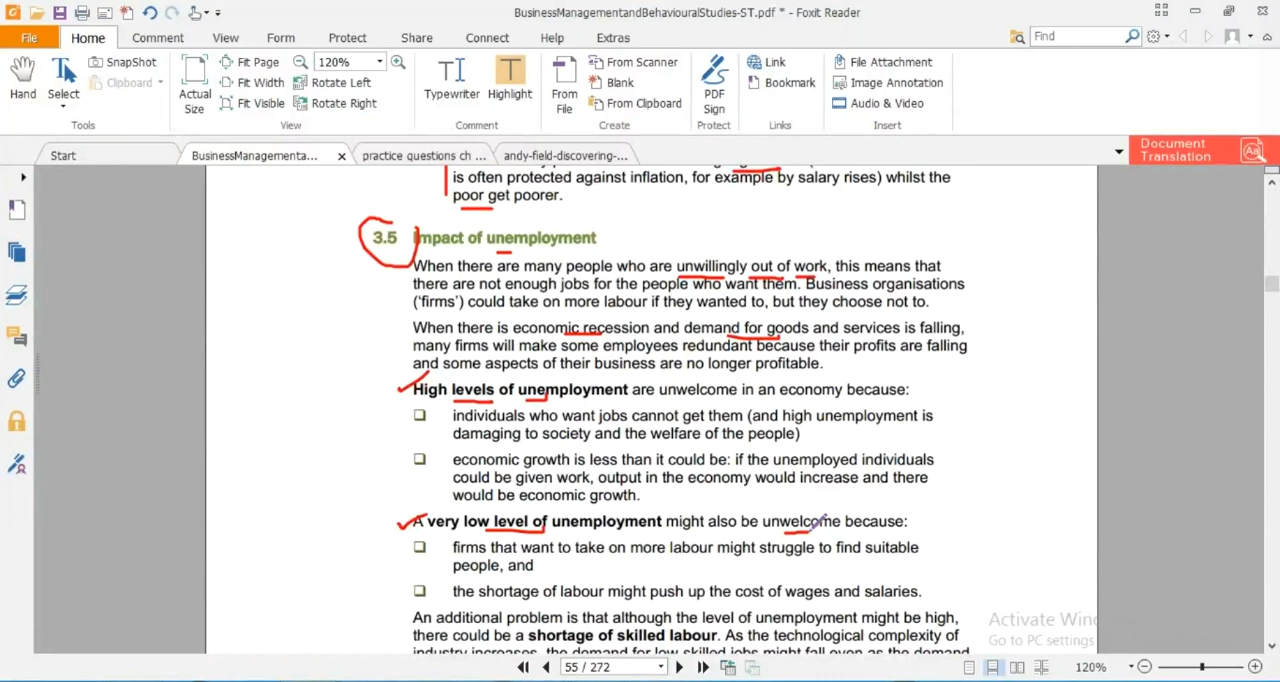 BusinessManagementandBehaviouralStudies-ST.pdf * - Foxit Reader
File Home Comment View Form Protect Share Connect Help Extras Find
SnapShot Fit Page 120% From Scanner Link File Attachment
Clipboard Fit Width Rotate Left Blank Bookmark Image Annotation
Fit Visible Rotate Right From Clipboard Audio & Video
Hand Select Actual Size Typewriter Highlight From File PDF Sign
Tools View Comment Create Protect Links Insert
Start BusinessManagementa... x practice questions ch ... andy-field-discovering-... Document Translation
is often protected against inflation, for example by salary rises) whilst the
poor get poorer.
3.5 Impact of unemployment
When there are many people who are unwillingly out of work, this means that
there are not enough jobs for the people who want them. Business organisations
('firms') could take on more labour if they wanted to, but they choose not to.
When there is economic recession and demand for goods and services is falling,
many firms will make some employees redundant because their profits are falling
and some aspects of their business are no longer profitable.
High levels of unemployment are unwelcome in an economy because:
individuals who want jobs cannot get them (and high unemployment is
damaging to society and the welfare of the people)
economic growth is less than it could be: if the unemployed individuals
could be given work, output in the economy would increase and there
would be economic growth.
A very low level of unemployment might also be unwelcome because:
firms that want to take on more labour might struggle to find suitable
people, and
the shortage of labour might push up the cost of wages and salaries.
An additional problem is that although the level of unemployment might be high,
there could be a shortage of skilled labour. As the technological complexity of
industry increases, the demand for low skilled jobs might fall even as the demand
Activate Win
Go to PC settings
55 / 272 120%